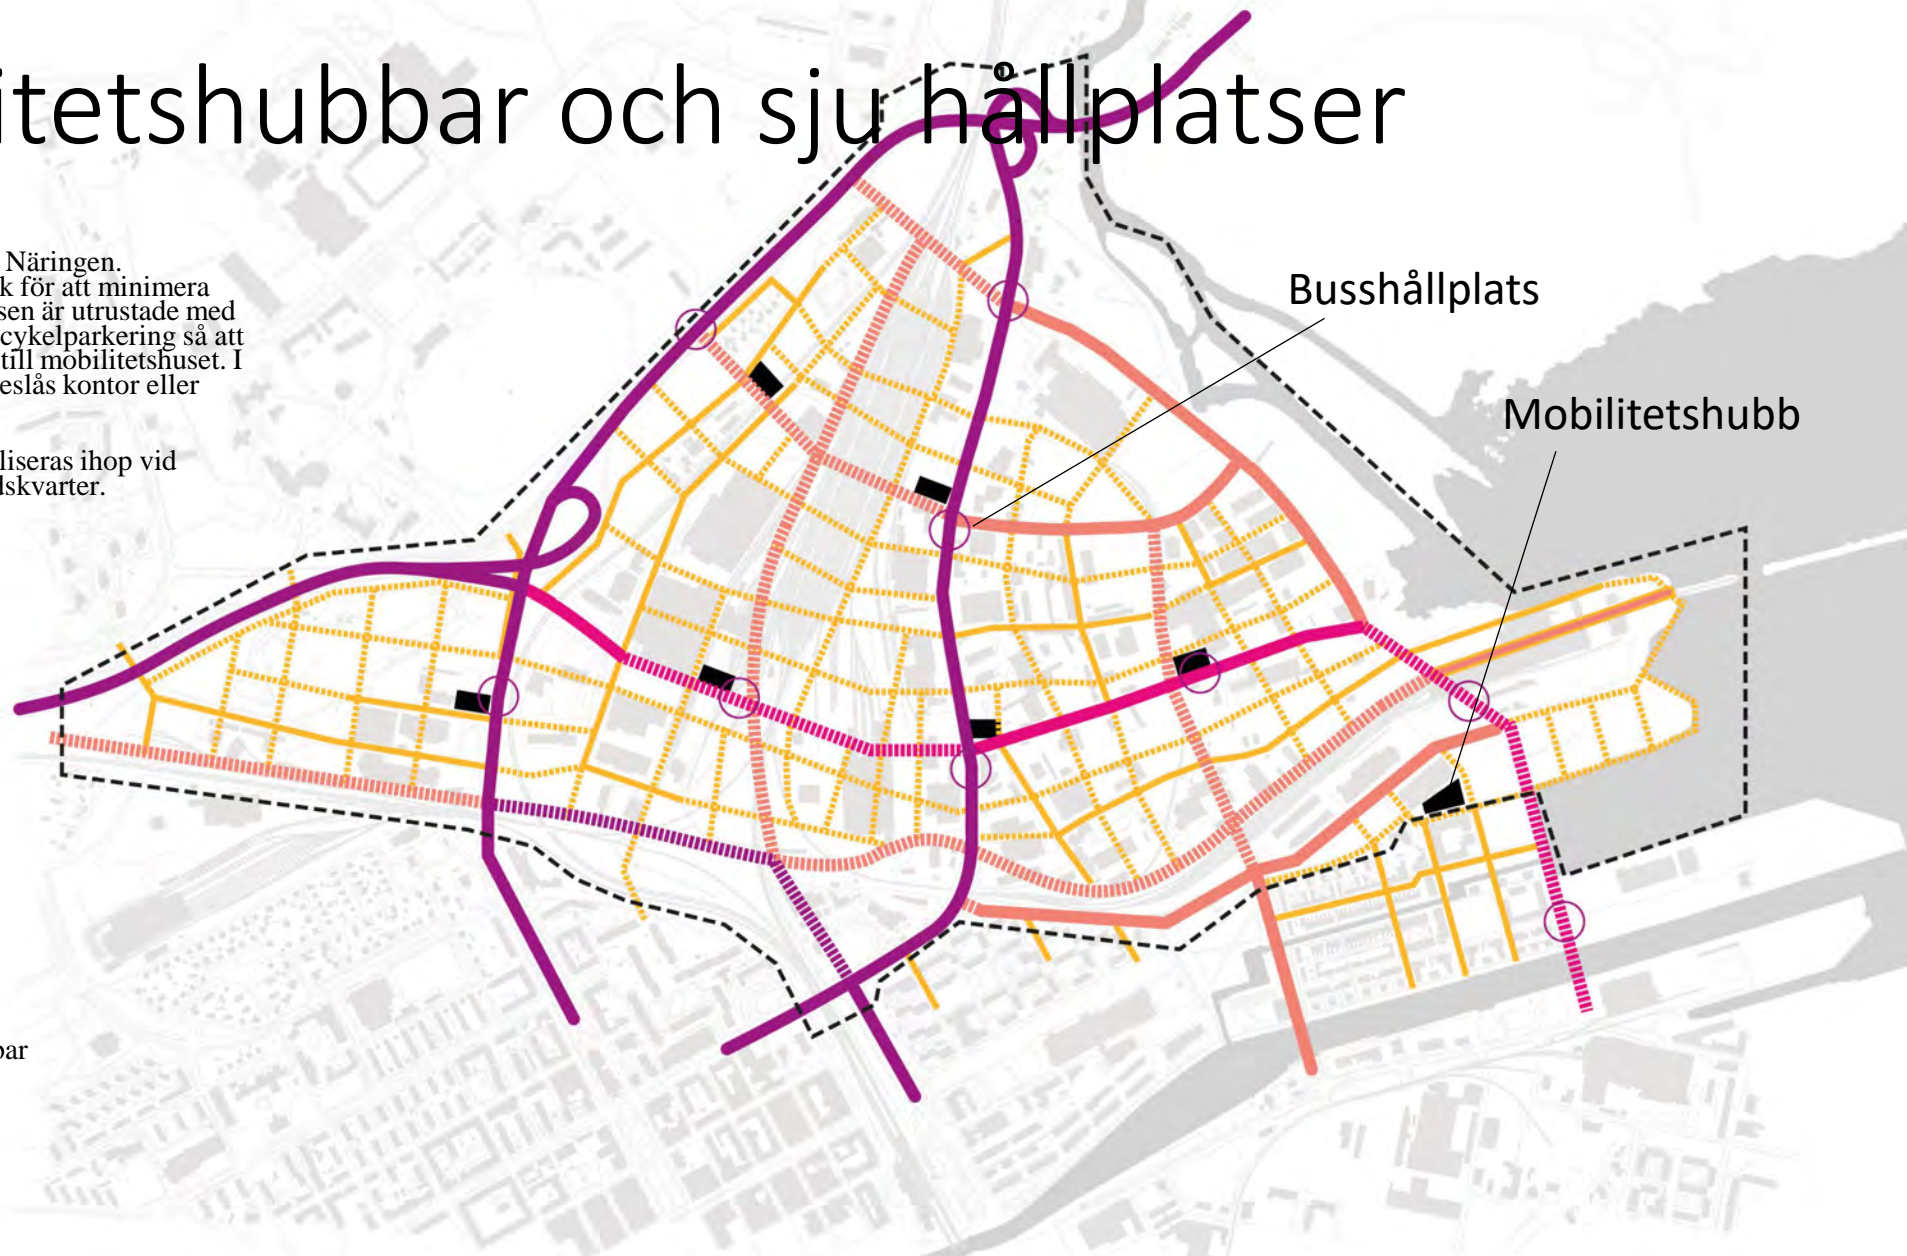 itetshubbar och sju hållplatser
Näringen.
k för att minimera
sen är utrustade med
cykelparkering så att
till mobilitetshuset. I
eslås kontor eller
liseras ihop vid
dskvarter.
Busshållplats
Mobilitetshubb
bar